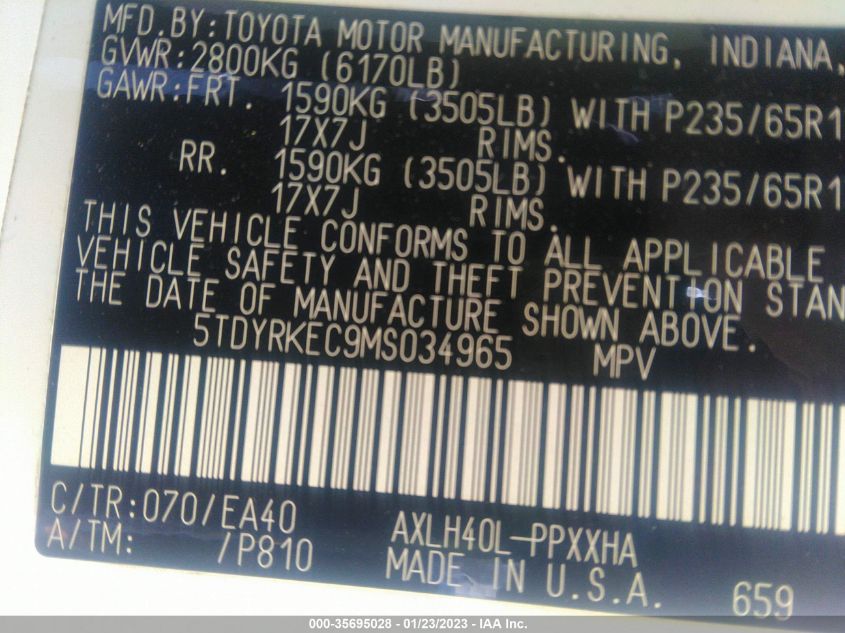 MFD.BY:TOYOTA MOTOR MANUFACTURING, INDIANA,
GVWR:2800KG (6170LB)
GAWR:FRT. 1590KG (3505LB) WITH P235/65R1
17X7J RIMS.
RR. 1590KG (3505LB) WITH P235/65R1
17X7J RIMS.
THIS VEHICLE CONFORMS TO ALL APPLICABLE
VEHICLE SAFETY AND THEFT PREVENTION STAN
THE DATE OF MANUFACTURE SHOWN ABOVE.
5TDYRKEC9MS034965 MPV
C/TR:070/EA40 AXLH40L-PPXXHA
A/TM: /P810 MADE IN U.S.A. 659
000-35695028 - 01/23/2023 - IAA Inc.